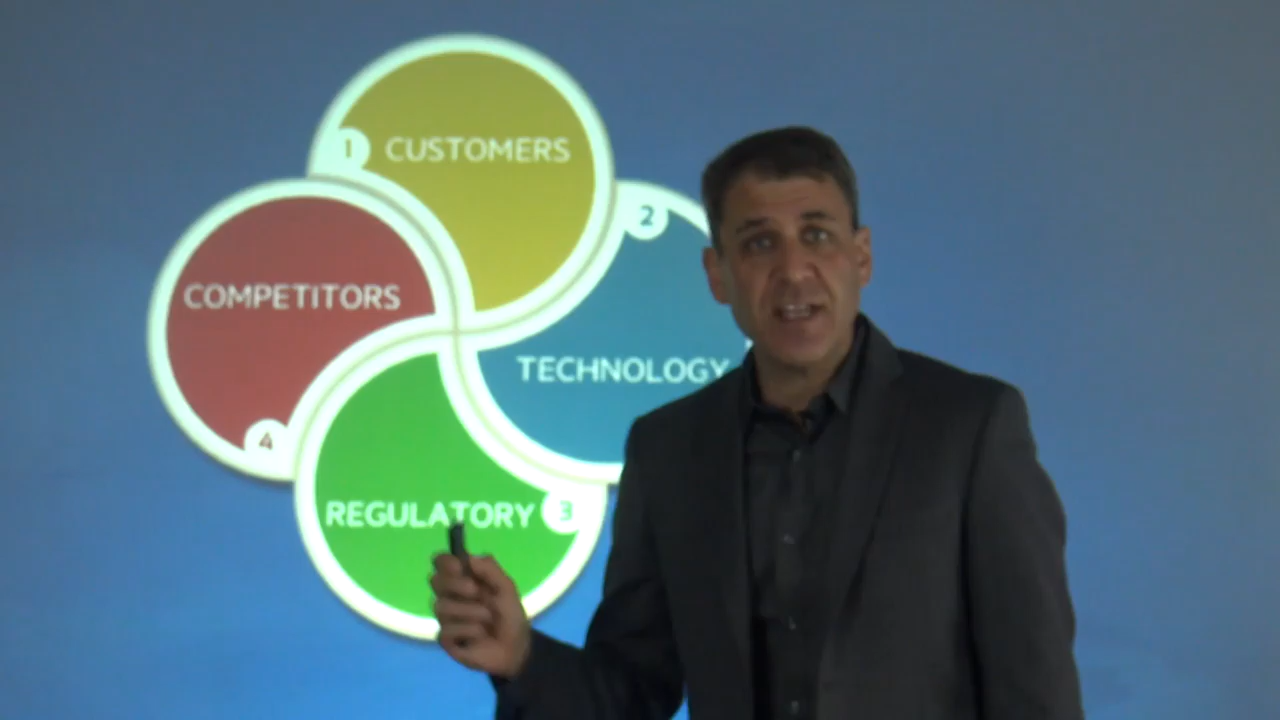 1 CUSTOMERS
2
COMPETITORS
TECHNOLOGY
4
REGULATORY 3